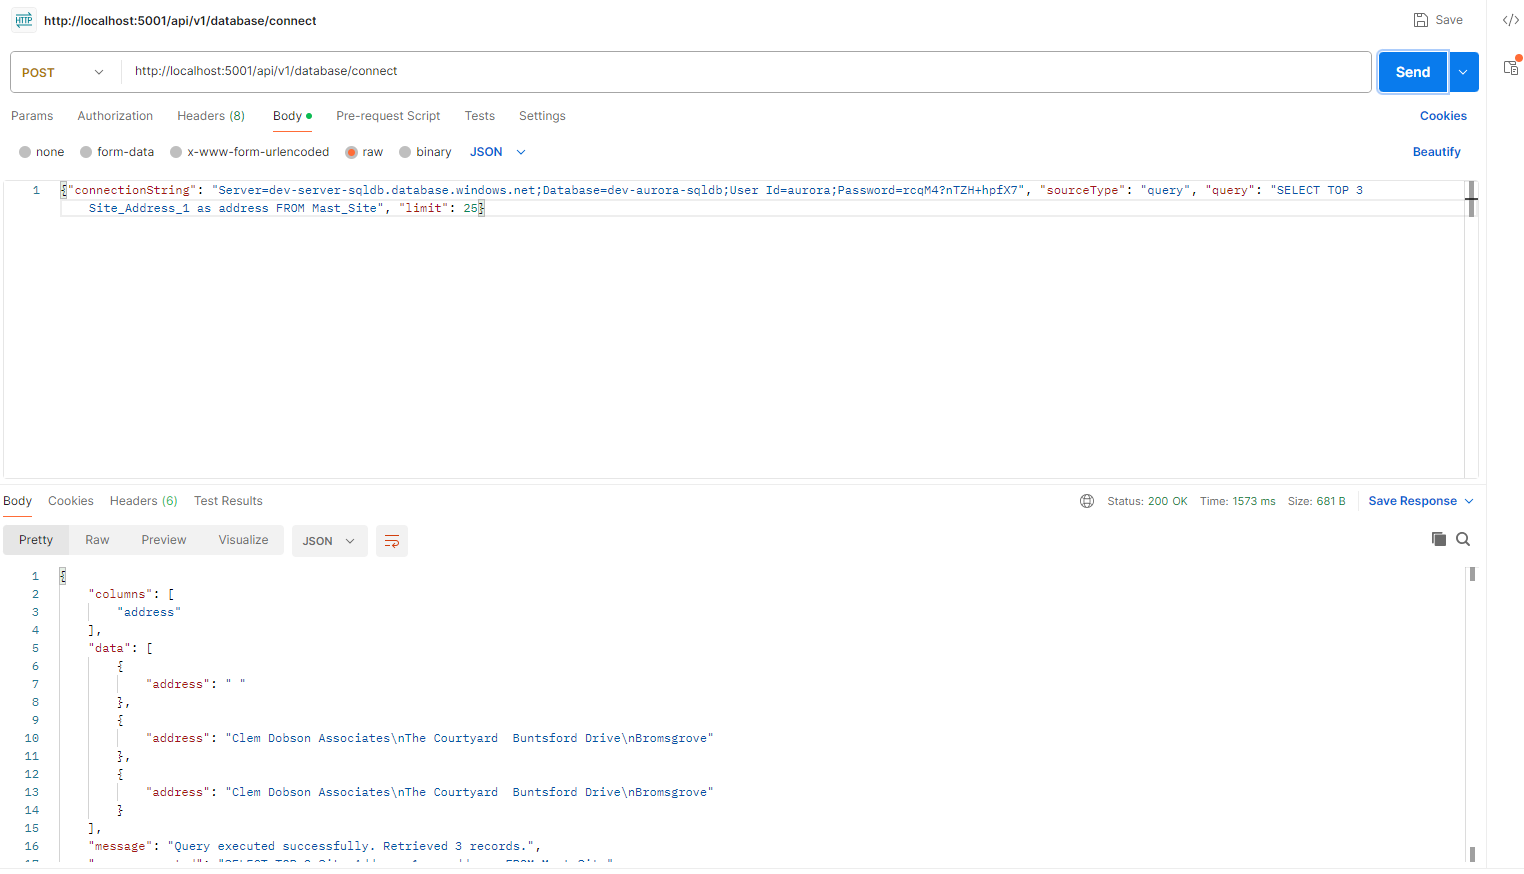 HTTP http://localhost:5001/api/v1/database/connect Save </>
POST http://localhost:5001/api/v1/database/connect Send
Params Authorization Headers (8) Body Pre-request Script Tests Settings Cookies
none form-data x-www-form-urlencoded raw binary JSON Beautify
1 {"connectionString": "Server=dev-server-sqldb.database.windows.net;Database=dev-aurora-sqldb;User Id=aurora;Password=rcqM4?nTZH+hpfX7", "sourceType": "query", "query": "SELECT TOP 3
Site_Address_1 as address FROM Mast_Site", "limit": 25}
Body Cookies Headers (6) Test Results Status: 200 OK Time: 1573 ms Size: 681 B Save Response
Pretty Raw Preview Visualize JSON
1 {
2 "columns": [
3 "address"
4 ],
5 "data": [
6 {
7 "address": " "
8 },
9 {
10 "address": "Clem Dobson Associates\nThe Courtyard  Buntsford Drive\nBromsgrove"
11 },
12 {
13 "address": "Clem Dobson Associates\nThe Courtyard  Buntsford Drive\nBromsgrove"
14 }
15 ],
16 "message": "Query executed successfully. Retrieved 3 records.",